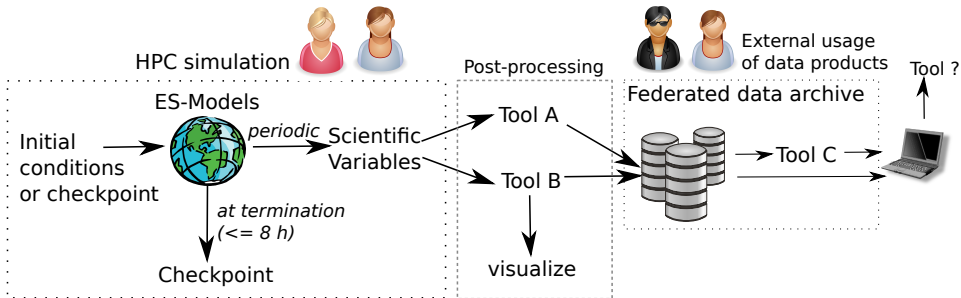 HPC simulation
ES-Models
Initial
conditions
or checkpoint
periodic
Scientific
Variables
at termination
(<= 8 h)
Checkpoint
Post-processing
Tool A
Tool B
visualize
External usage
of data products
Federated data archive
Tool C
Tool ?